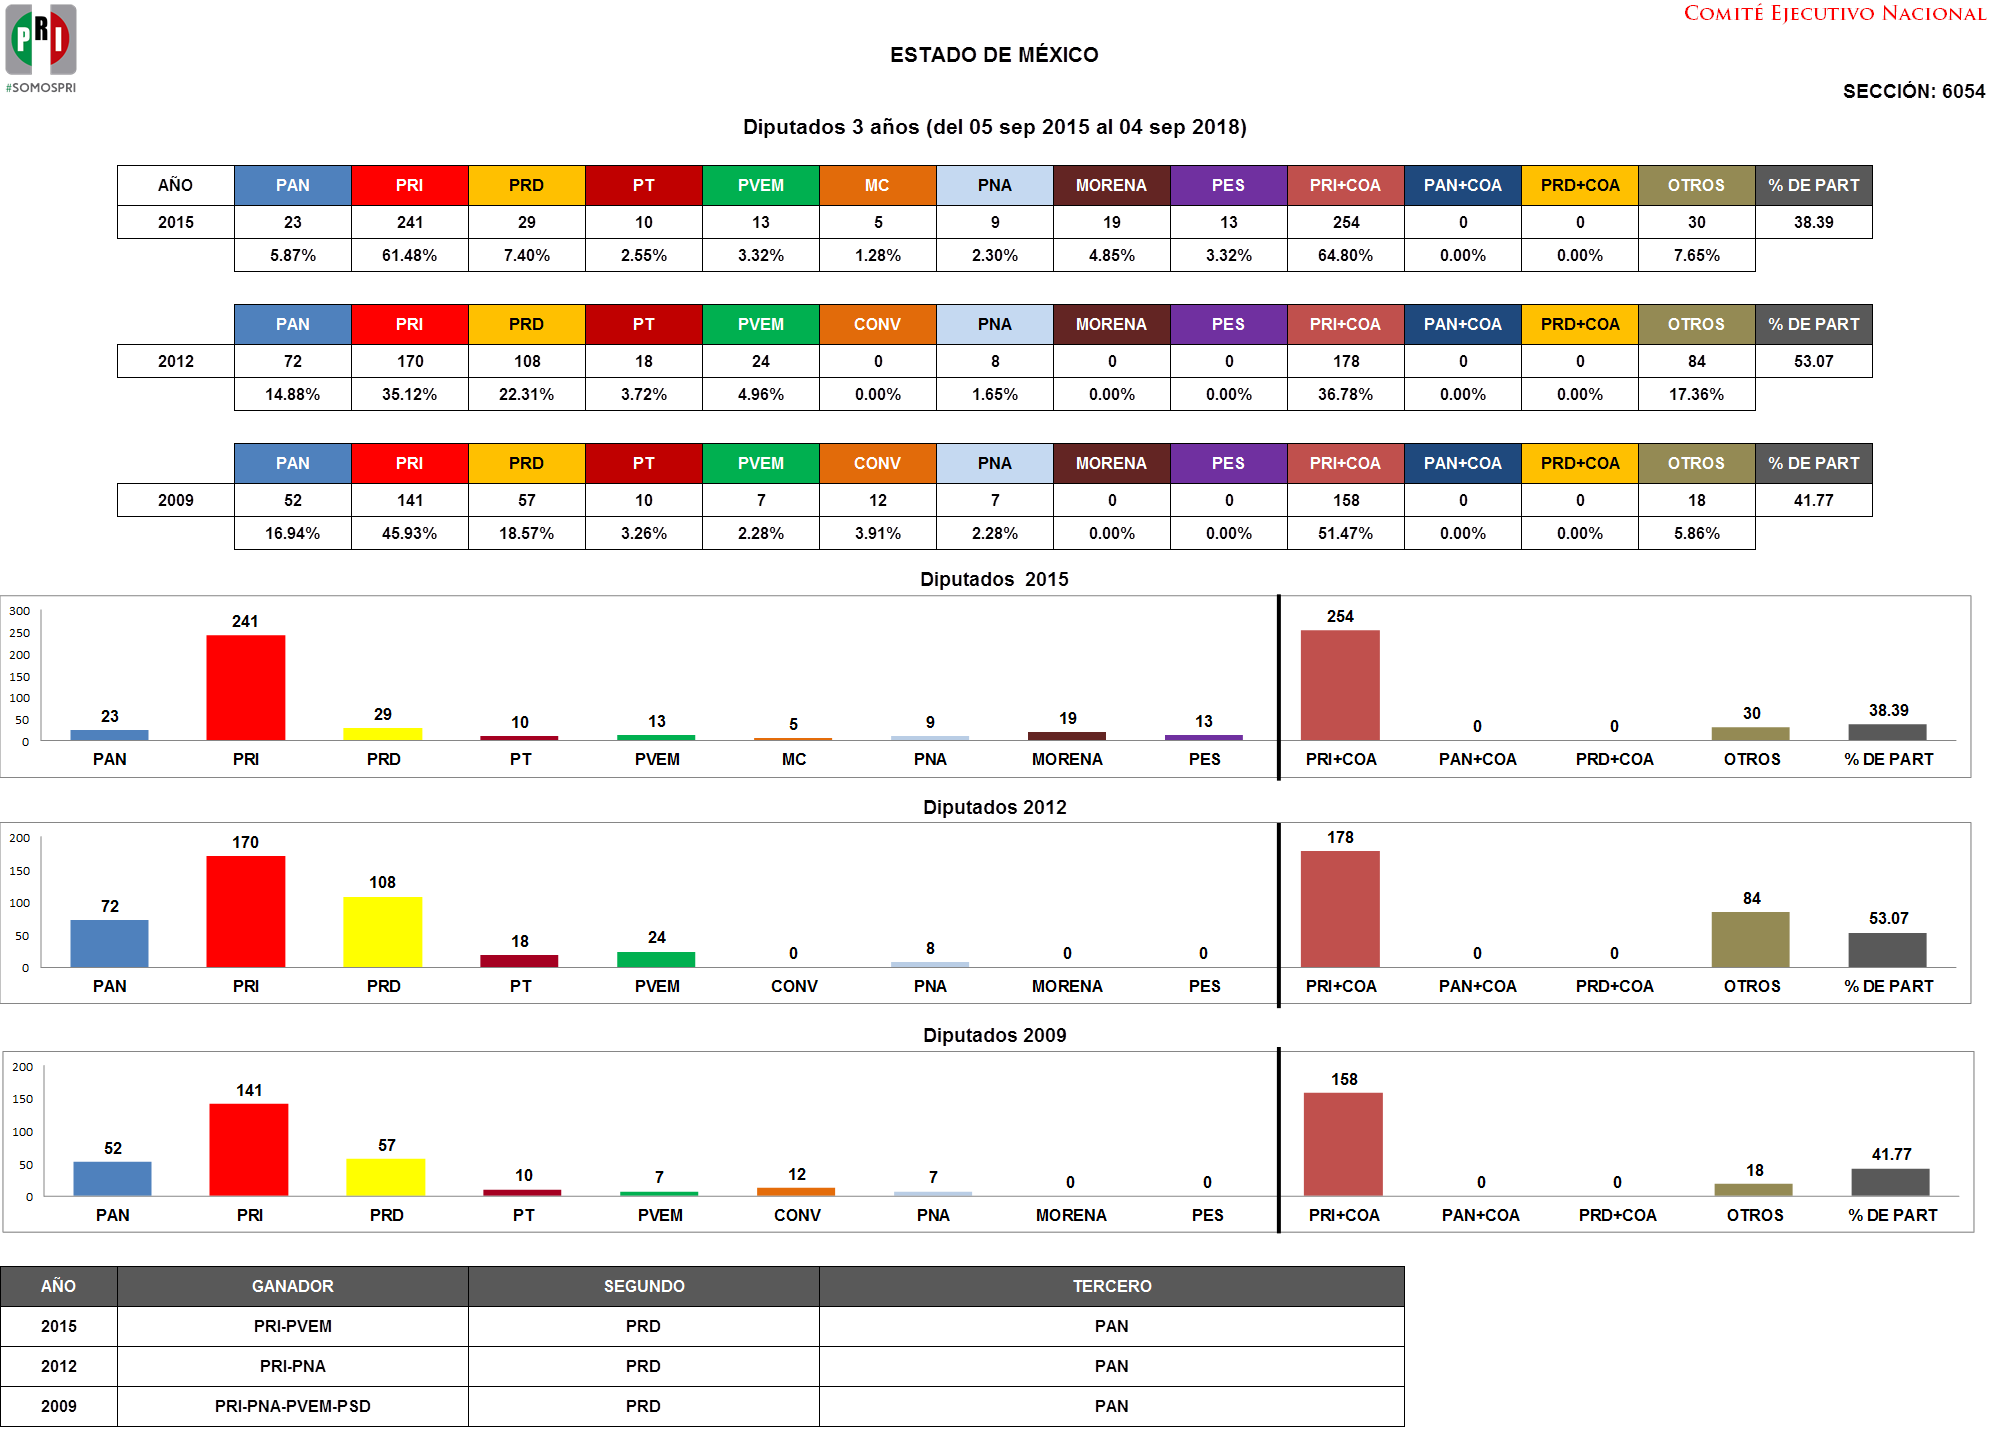 PRI
#SOMOSPRI
COMITÉ EJECUTIVO NACIONAL
ESTADO DE MÉXICO
SECCIÓN: 6054
Diputados 3 años (del 05 sep 2015 al 04 sep 2018)
AÑO PAN PRI PRD PT PVEM MC PNA MORENA PES PRI+COA PAN+COA PRD+COA OTROS % DE PART
2015 23 241 29 10 13 5 9 19 13 254 0 0 30 38.39
5.87% 61.48% 7.40% 2.55% 3.32% 1.28% 2.30% 4.85% 3.32% 64.80% 0.00% 0.00% 7.65%
PAN PRI PRD PT PVEM CONV PNA MORENA PES PRI+COA PAN+COA PRD+COA OTROS % DE PART
2012 72 170 108 18 24 0 8 0 0 178 0 0 84 53.07
14.88% 35.12% 22.31% 3.72% 4.96% 0.00% 1.65% 0.00% 0.00% 36.78% 0.00% 0.00% 17.36%
PAN PRI PRD PT PVEM CONV PNA MORENA PES PRI+COA PAN+COA PRD+COA OTROS % DE PART
2009 52 141 57 10 7 12 7 0 0 158 0 0 18 41.77
16.94% 45.93% 18.57% 3.26% 2.28% 3.91% 2.28% 0.00% 0.00% 51.47% 0.00% 0.00% 5.86%
Diputados 2015
300
250
200
150
100
50
0
23 241 29 10 13 5 9 19 13 254 0 0 30 38.39
PAN PRI PRD PT PVEM MC PNA MORENA PES PRI+COA PAN+COA PRD+COA OTROS % DE PART
Diputados 2012
200
150
100
50
0
72 170 108 18 24 0 8 0 0 178 0 0 84 53.07
PAN PRI PRD PT PVEM CONV PNA MORENA PES PRI+COA PAN+COA PRD+COA OTROS % DE PART
Diputados 2009
200
150
100
50
0
52 141 57 10 7 12 7 0 0 158 0 0 18 41.77
PAN PRI PRD PT PVEM CONV PNA MORENA PES PRI+COA PAN+COA PRD+COA OTROS % DE PART
AÑO GANADOR SEGUNDO TERCERO
2015 PRI-PVEM PRD PAN
2012 PRI-PNA PRD PAN
2009 PRI-PNA-PVEM-PSD PRD PAN